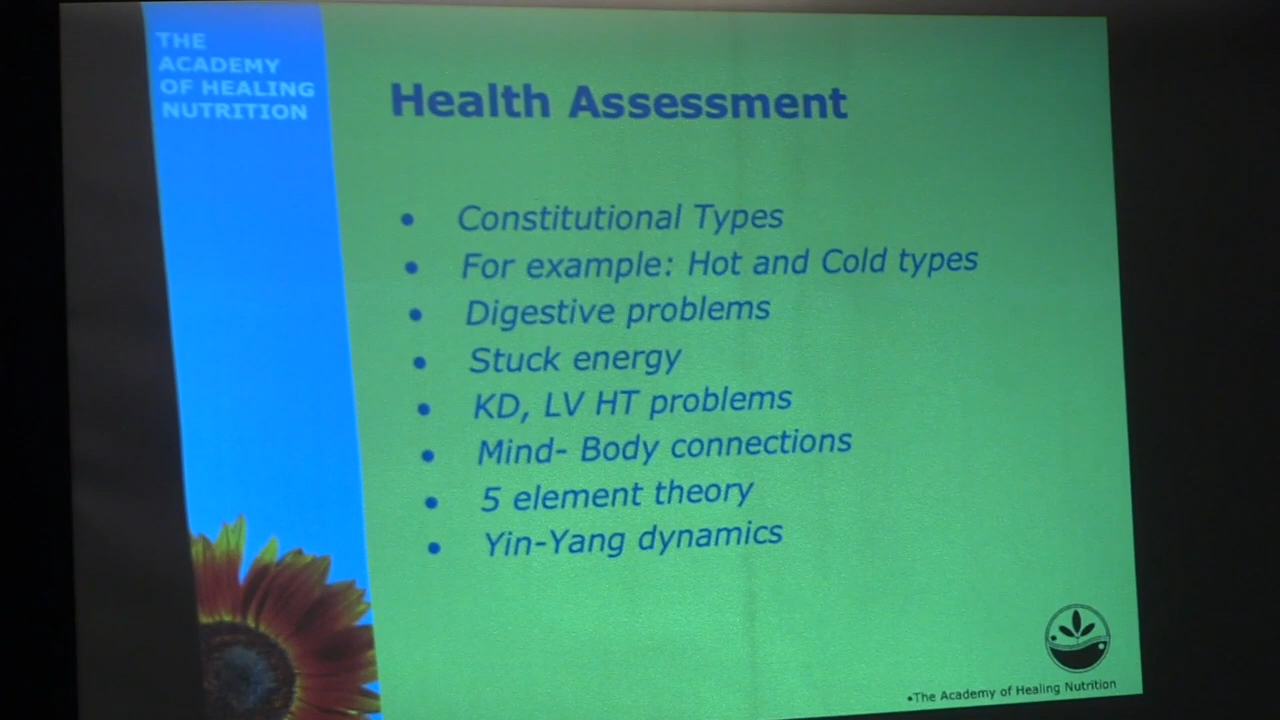 THE
ACADEMY
OF HEALING
NUTRITION
Health Assessment
• Constitutional Types
• For example: Hot and Cold types
• Digestive problems
• Stuck energy
• KD, LV HT problems
• Mind- Body connections
• 5 element theory
• Yin-Yang dynamics
•The Academy of Healing Nutrition